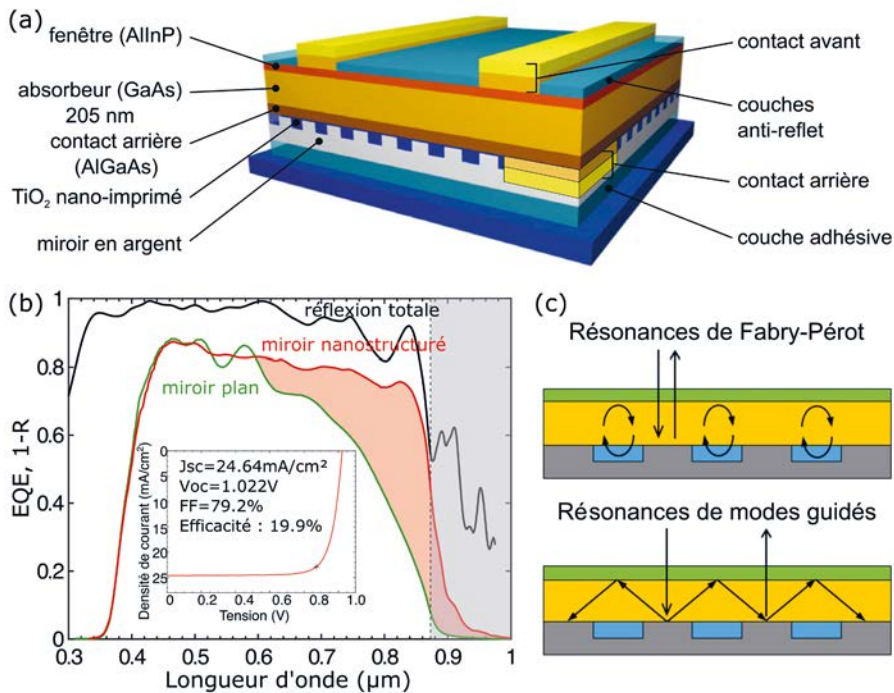 (a)
fenêtre (AlInP)
absorbeur (GaAs)
205 nm
contact arrière
(AlGaAs)
TiO2 nano-imprimé
miroir en argent
contact avant
couches
anti-reflet
contact arrière
couche adhésive
(b)
EQE, 1-R
1
0.8
0.6
0.4
0.2
0
0.3
0.4
0.5
0.6
0.7
0.8
0.9
1
Longueur d'onde (µm)
réflexion totale
miroir nanostructuré
miroir plan
Densité de courant (mA/cm²)
0
5
10
15
20
25
0
0.2
0.4
0.6
0.8
1.0
Tension (V)
Jsc=24.64mA/cm²
Voc=1.022V
FF=79.2%
Efficacité : 19.9%
(c)
Résonances de Fabry-Pérot
Résonances de modes guidés